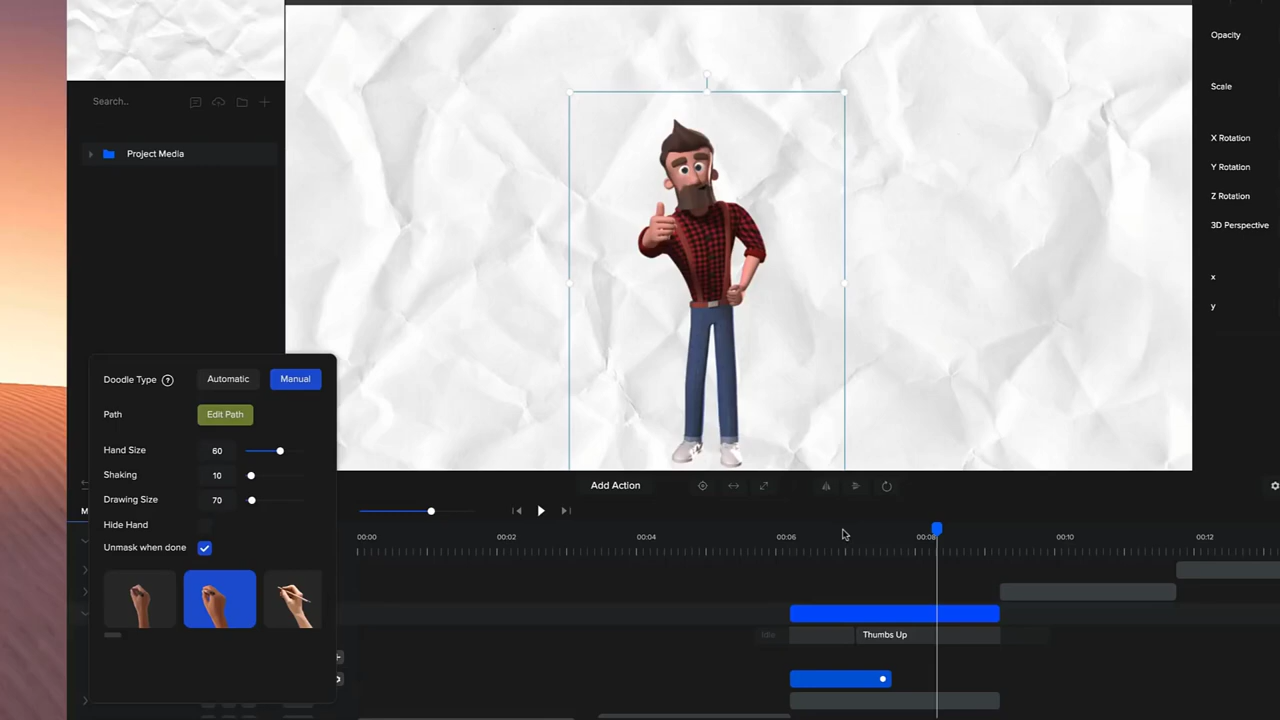 Opacity
Scale
X Rotation
Y Rotation
Z Rotation
3D Perspective
x
y
Search..
Project Media
Doodle Type ?
Automatic
Manual
Path
Edit Path
Hand Size
60
Shaking
10
Drawing Size
70
Hide Hand
Unmask when done
Add Action
00:00
00:02
00:04
00:06
00:08
00:10
00:12
Idle
Thumbs Up